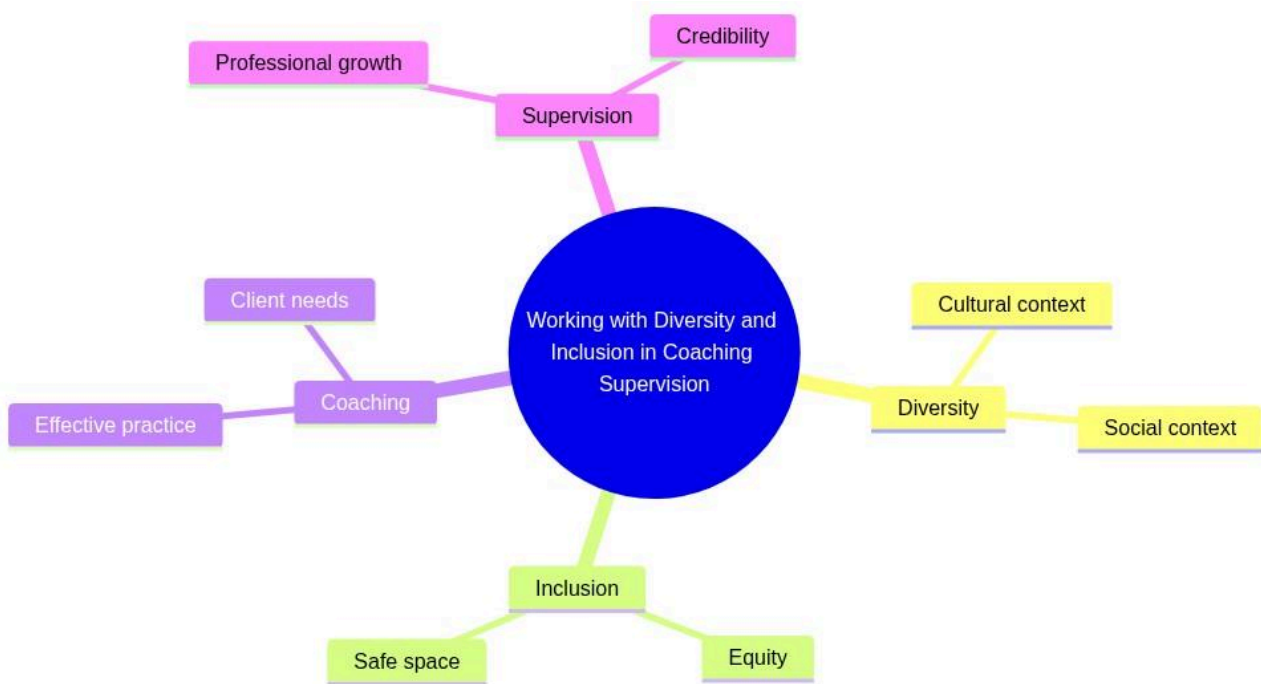 Credibility
Professional growth
Supervision
Client needs
Coaching
Effective practice
Working with Diversity and
Inclusion in Coaching
Supervision
Cultural context
Diversity
Social context
Inclusion
Safe space
Equity